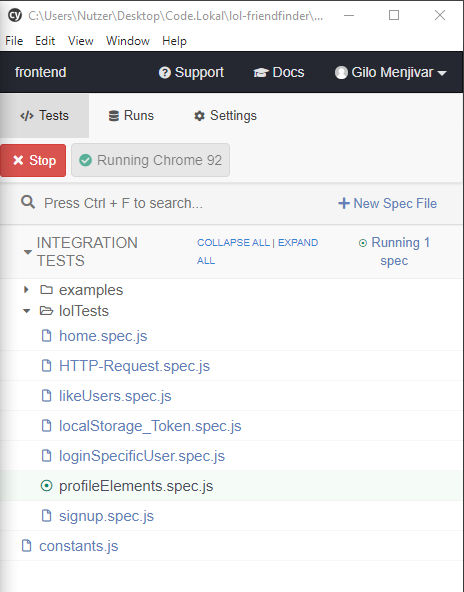 cy C:\Users\Nutzer\Desktop\Code.Lokal\lol-friendfinder\...
File Edit View Window Help
frontend Support Docs Gilo Menjivar
Tests Runs Settings
Stop Running Chrome 92
Press Ctrl + F to search... New Spec File
INTEGRATION TESTS COLLAPSE ALL | EXPAND ALL Running 1 spec
examples
lolTests
home.spec.js
HTTP-Request.spec.js
likeUsers.spec.js
localStorage_Token.spec.js
loginSpecificUser.spec.js
profileElements.spec.js
signup.spec.js
constants.js